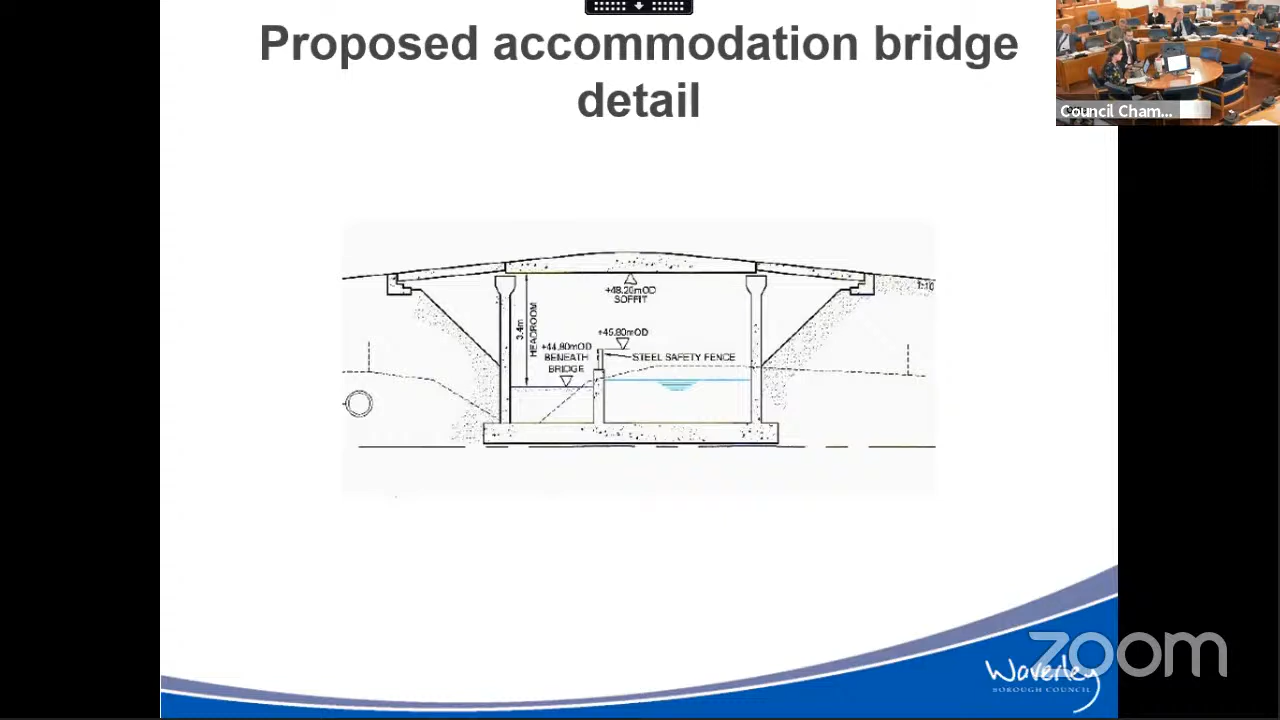 Proposed accommodation bridge
detail
Council Cham...
+48.20mOD
SOFFIT
3.4m
HEADROOM
+45.80mOD
+44.80mOD
BENEATH
BRIDGE
STEEL SAFETY FENCE
1:10
zoom
Waverley
BOROUGH COUNCIL